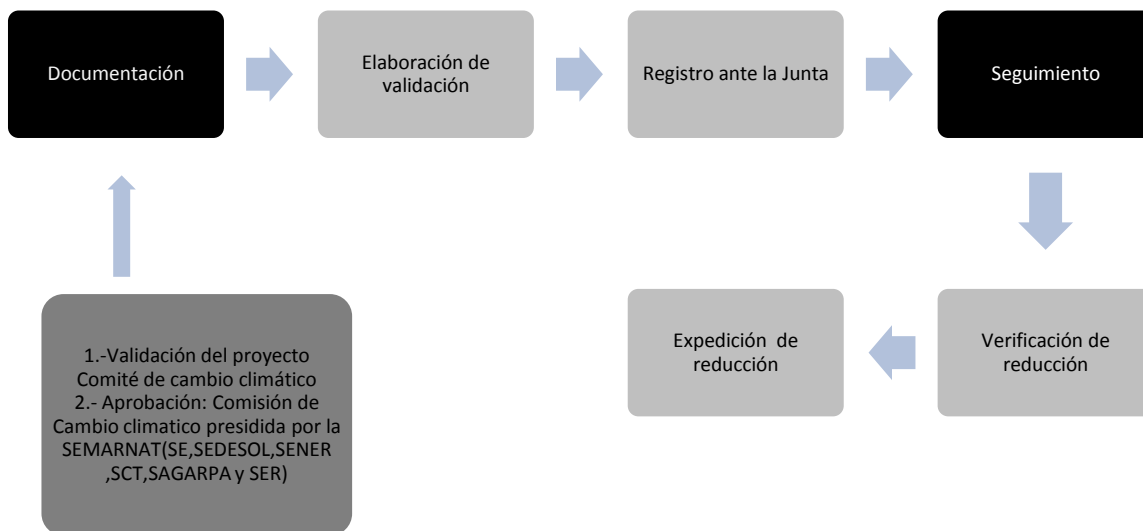 Documentación
Elaboración de
validación
Registro ante la Junta
Seguimiento
1.-Validación del proyecto
Comité de cambio climático
2.- Aprobación: Comisión de
Cambio climatico presidida por la
SEMARNAT(SE,SEDESOL,SENER
,SCT,SAGARPA y SER)
Expedición de
reducción
Verificación de
reducción